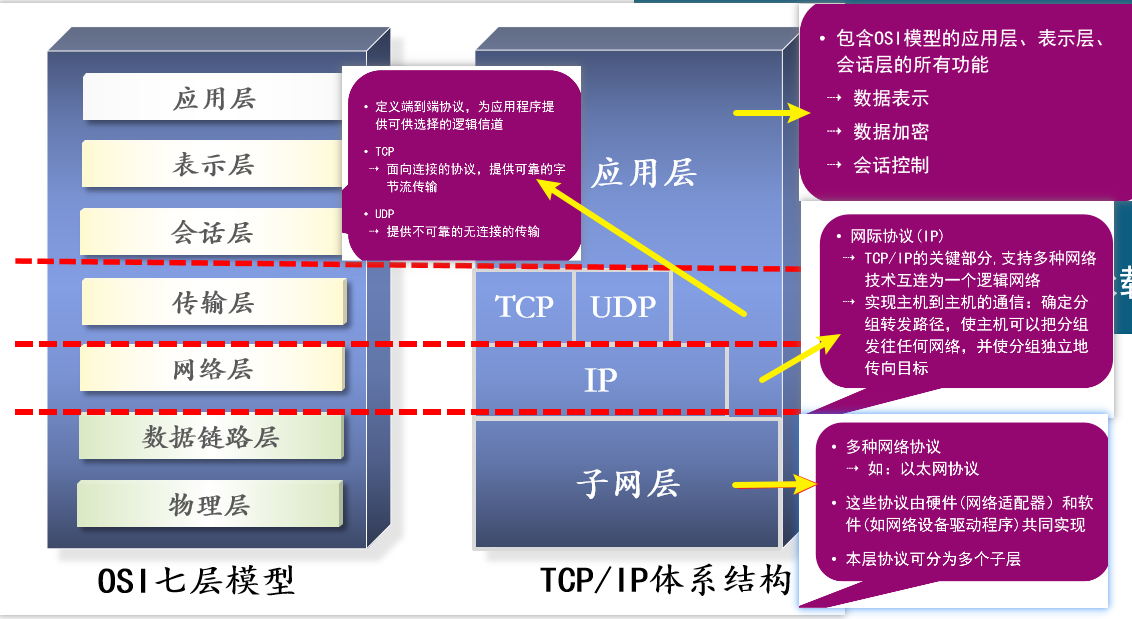 应用层
表示层
会话层
传输层
网络层
数据链路层
物理层
OSI七层模型
• 定义端到端协议，为应用程序提
供可供选择的逻辑信道
• TCP
→ 面向连接的协议，提供可靠的字
节流传输
• UDP
→ 提供不可靠的无连接的传输
应用层
TCP
UDP
IP
子网层
TCP/IP体系结构
• 包含OSI模型的应用层、表示层、
会话层的所有功能
→ 数据表示
→ 数据加密
→ 会话控制
• 网际协议(IP)
→ TCP/IP的关键部分,支持多种网络
技术互连为一个逻辑网络
→ 实现主机到主机的通信：确定分
组转发路径，使主机可以把分组
发往任何网络，并使分组独立地
传向目标
• 多种网络协议
→ 如：以太网协议
• 这些协议由硬件(网络适配器）和软
件(如网络设备驱动程序)共同实现
• 本层协议可分为多个子层